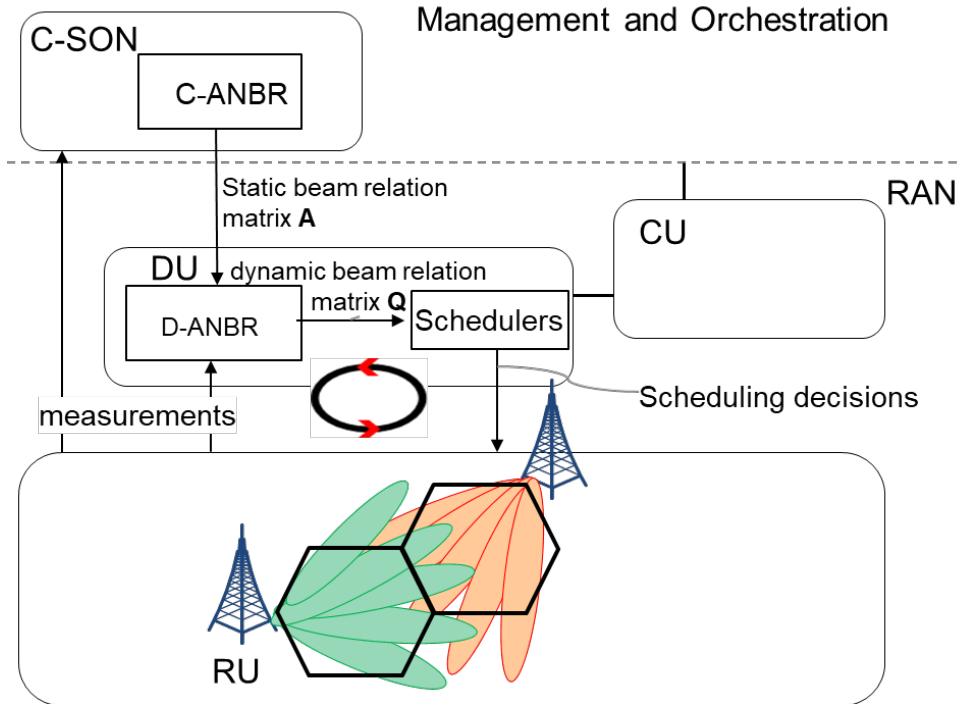 Management and Orchestration
C-SON
C-ANBR
Static beam relation
matrix A
RAN
CU
DU
dynamic beam relation
matrix Q
D-ANBR
Schedulers
measurements
Scheduling decisions
RU